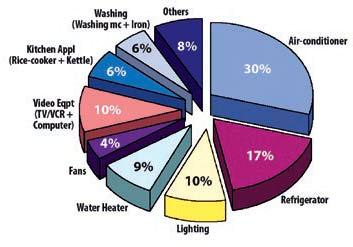 Washing
(Washing mc + Iron)
6%
Others
8%
Air-conditioner
30%
Kitchen Appl
(Rice-cooker + Kettle)
6%
Video Eqpt
(TV/VCR +
Computer)
10%
Fans
4%
Water Heater
9%
Lighting
10%
Refrigerator
17%